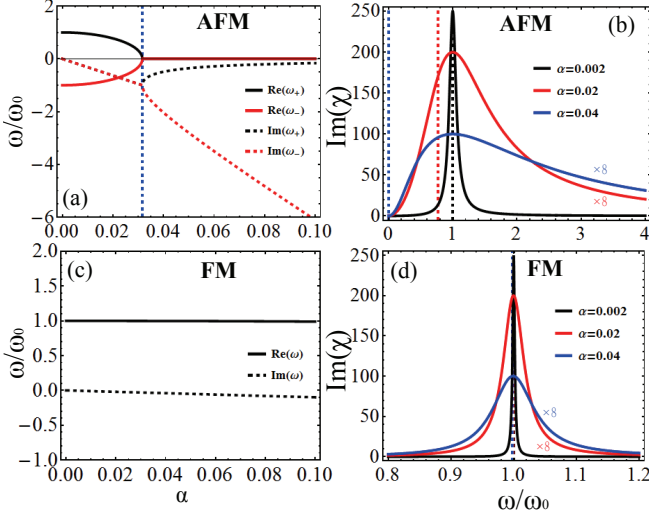 AFM
ω/ω₀
2
0
-2
-4
-6
Re(ω₊)
Re(ω₋)
Im(ω₊)
Im(ω₋)
(a)
0.00 0.02 0.04 0.06 0.08 0.10
AFM
(b)
Im(χ)
250
200
150
100
50
0
α=0.002
α=0.02
α=0.04
×8
×8
0 1 2 3 4
(c)
FM
ω/ω₀
2.0
1.5
1.0
0.5
0.0
-0.5
-1.0
Re(ω)
Im(ω)
0.00 0.02 0.04 0.06 0.08 0.10
α
(d)
FM
Im(χ)
250
200
150
100
50
0
α=0.002
α=0.02
α=0.04
×8
×8
0.8 0.9 1.0 1.1 1.2
ω/ω₀